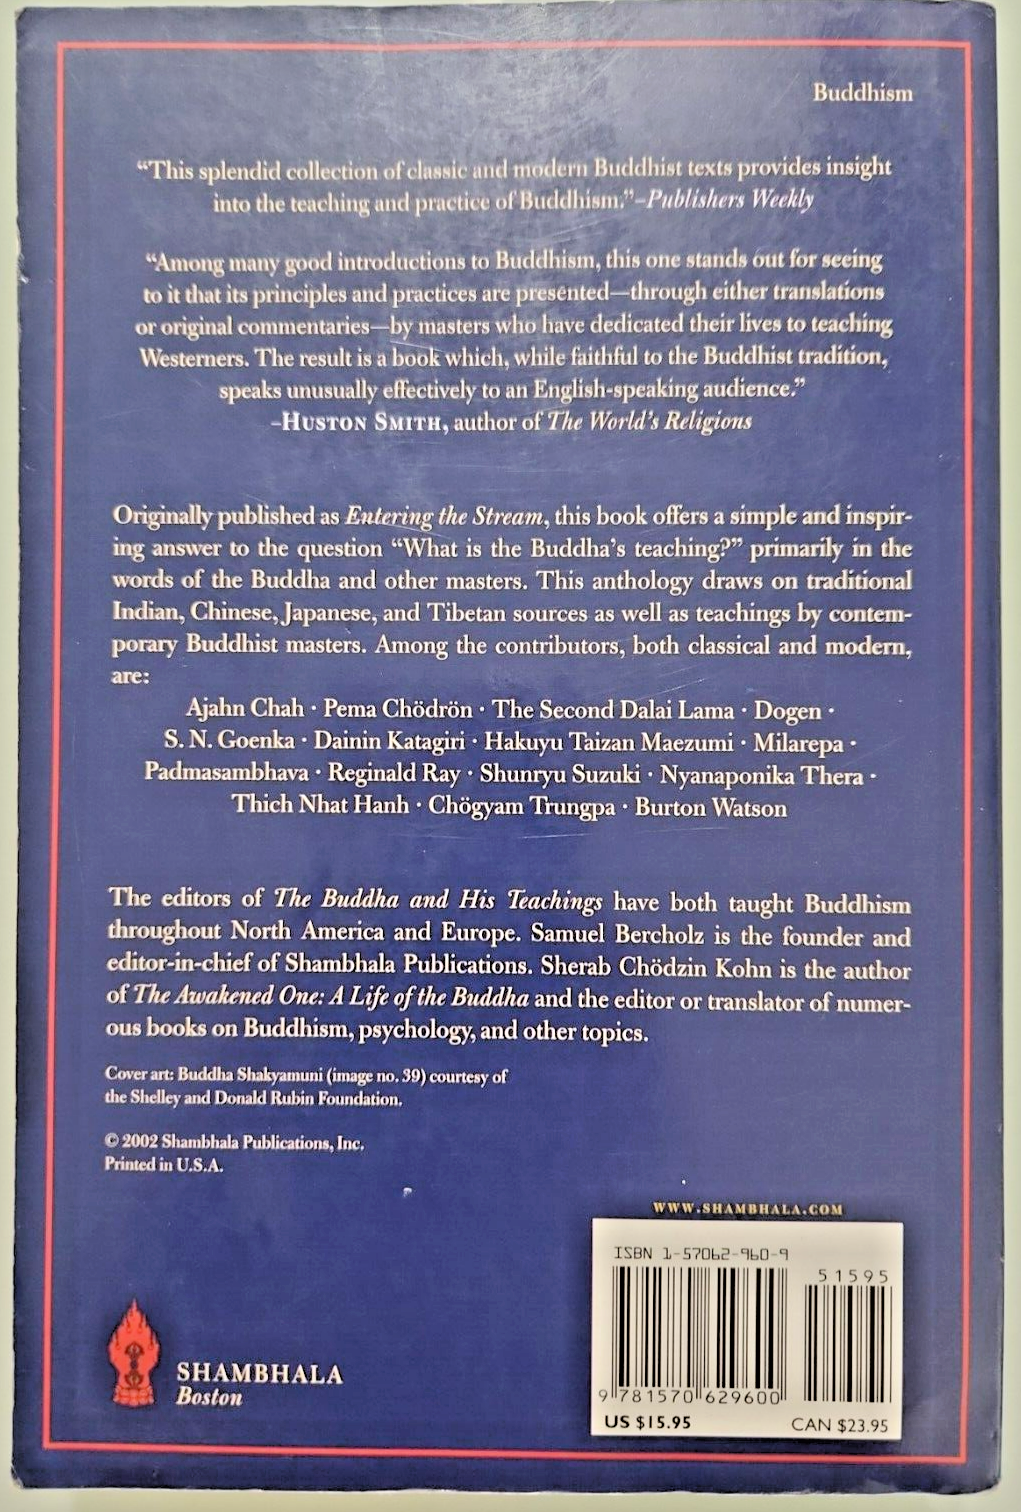 Buddhism
“This splendid collection of classic and modern Buddhist texts provides insight
into the teaching and practice of Buddhism.”–Publishers Weekly
“Among many good introductions to Buddhism, this one stands out for seeing
to it that its principles and practices are presented—through either translations
or original commentaries—by masters who have dedicated their lives to teaching
Westerners. The result is a book which, while faithful to the Buddhist tradition,
speaks unusually effectively to an English-speaking audience.”
–HUSTON SMITH, author of The World’s Religions
Originally published as Entering the Stream, this book offers a simple and inspir-
ing answer to the question “What is the Buddha’s teaching?” primarily in the
words of the Buddha and other masters. This anthology draws on traditional
Indian, Chinese, Japanese, and Tibetan sources as well as teachings by contem-
porary Buddhist masters. Among the contributors, both classical and modern,
are:
Ajahn Chah · Pema Chödrön · The Second Dalai Lama · Dogen ·
S. N. Goenka · Dainin Katagiri · Hakuyu Taizan Maezumi · Milarepa ·
Padmasambhava · Reginald Ray · Shunryu Suzuki · Nyanaponika Thera ·
Thich Nhat Hanh · Chögyam Trungpa · Burton Watson
The editors of The Buddha and His Teachings have both taught Buddhism
throughout North America and Europe. Samuel Bercholz is the founder and
editor-in-chief of Shambhala Publications. Sherab Chödzin Kohn is the author
of The Awakened One: A Life of the Buddha and the editor or translator of numer-
ous books on Buddhism, psychology, and other topics.
Cover art: Buddha Shakyamuni (image no. 39) courtesy of
the Shelley and Donald Rubin Foundation.
© 2002 Shambhala Publications, Inc.
Printed in U.S.A.
WWW.SHAMBHALA.COM
ISBN 1-57062-960-9
51595
9 781570 629600
US $15.95 CAN $23.95
SHAMBHALA
Boston